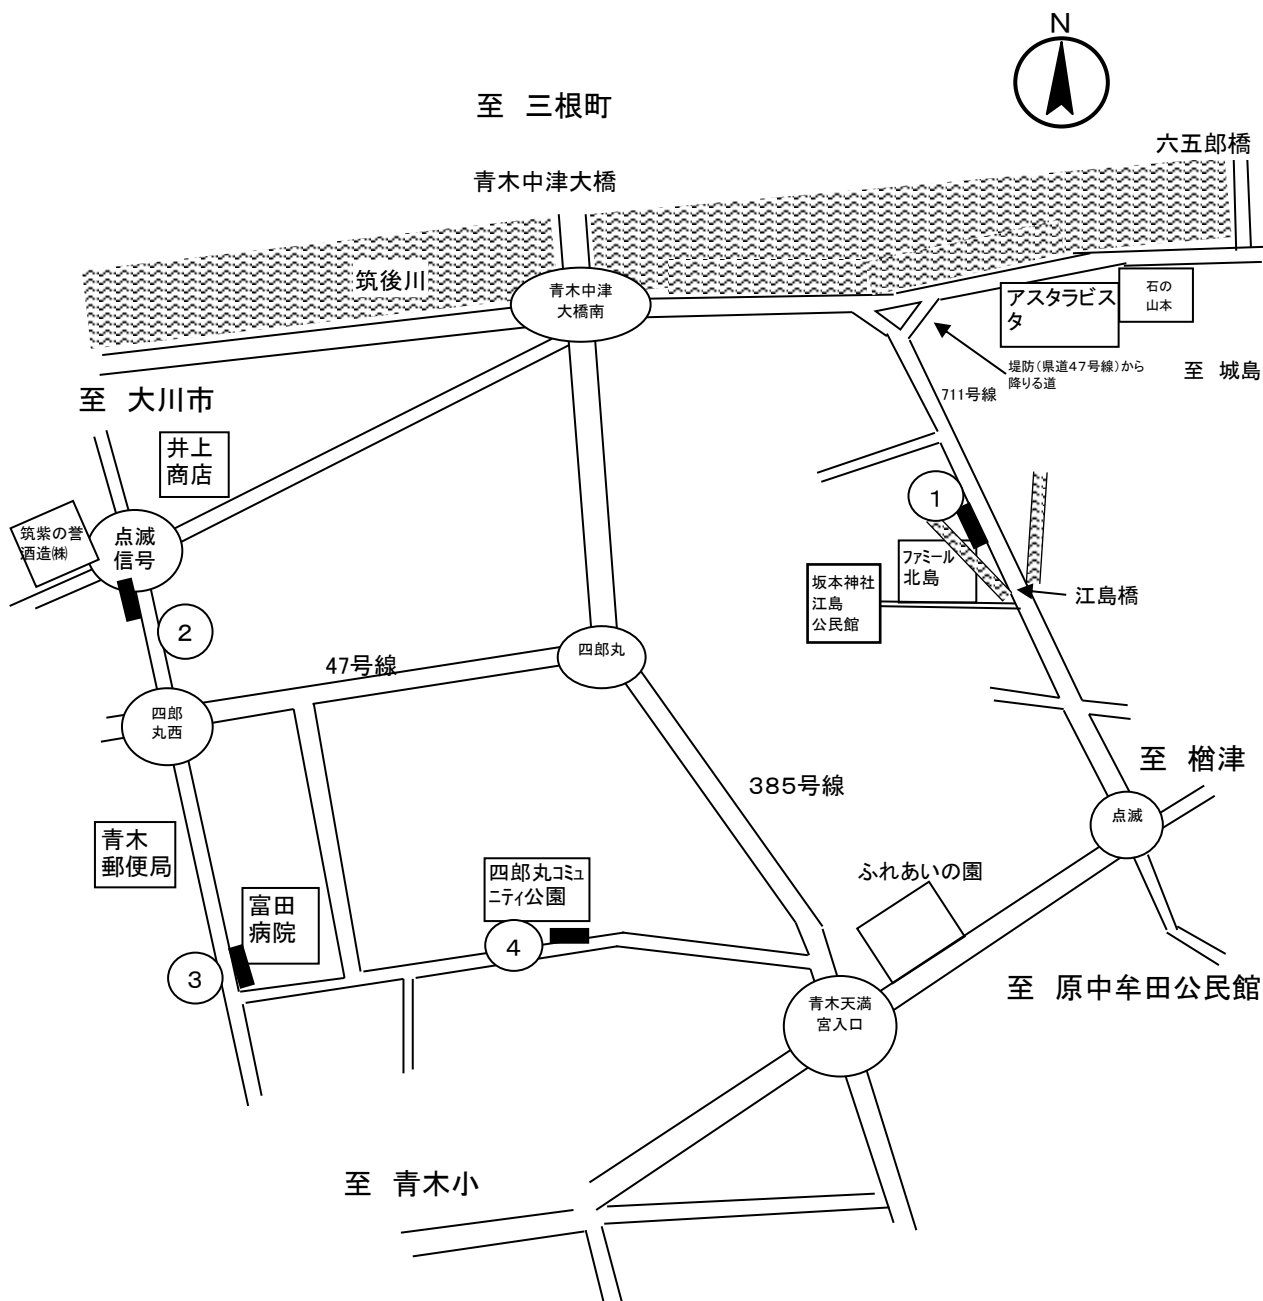 N
至 三根町
六五郎橋
青木中津大橋
筑後川
青木中津
大橋南
アスタラビス
タ
石の
山本
堤防(県道47号線)から
降りる道
至 城島
711号線
至 大川市
井上
商店
筑紫の誉
酒造㈱
点滅
信号
1
ファミール
北島
坂本神社
江島
公民館
江島橋
2
47号線
四郎丸
四郎
丸西
至 楢津
385号線
点滅
青木
郵便局
四郎丸コミュ
ニティ公園
ふれあいの園
富田
病院
4
3
至 原中牟田公民館
青木天満
宮入口
至 青木小